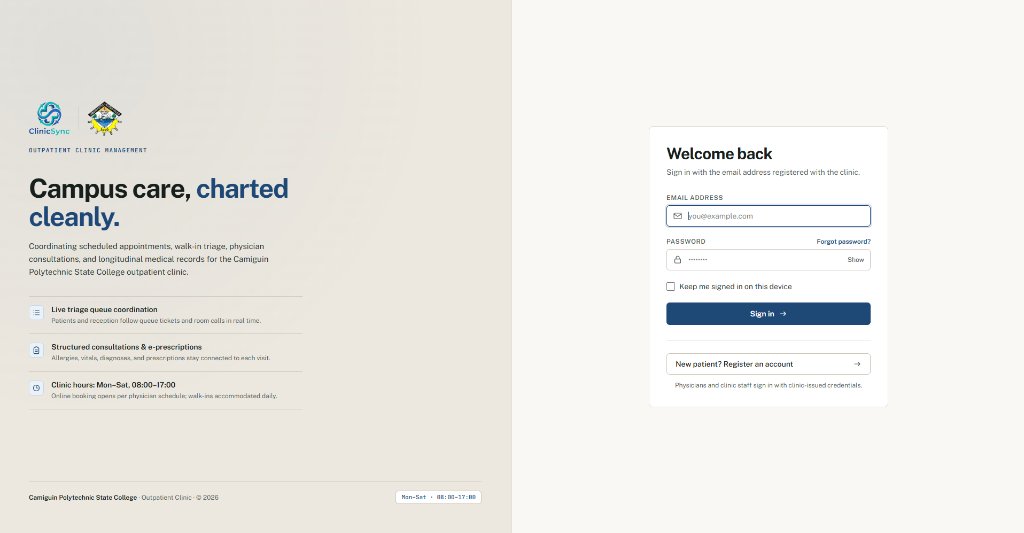 ClinicSync
OUTPATIENT CLINIC MANAGEMENT
Campus care, charted
cleanly.
Coordinating scheduled appointments, walk-in triage, physician
consultations, and longitudinal medical records for the Camiguin
Polytechnic State College outpatient clinic.
Live triage queue coordination
Patients and reception follow queue tickets and room calls in real time.
Structured consultations & e-prescriptions
Allergies, vitals, diagnoses, and prescriptions stay connected to each visit.
Clinic hours: Mon–Sat, 08:00–17:00
Online booking opens per physician schedule; walk-ins accommodated daily.
Camiguin Polytechnic State College · Outpatient Clinic · © 2026
Mon–Sat · 08:00–17:00
Welcome back
Sign in with the email address registered with the clinic.
EMAIL ADDRESS
you@example.com
PASSWORD
Forgot password?
Show
Keep me signed in on this device
Sign in →
New patient? Register an account →
Physicians and clinic staff sign in with clinic-issued credentials.